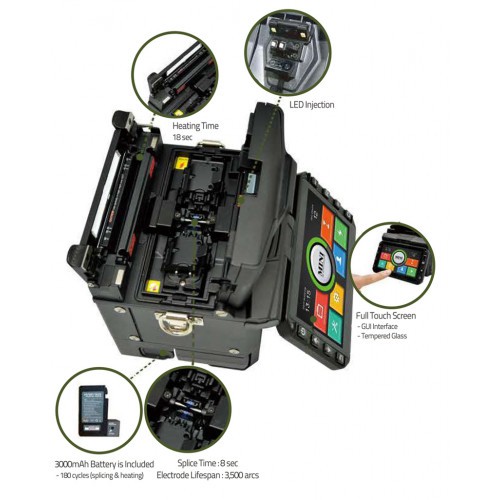 LED Injection
Heating Time
18 sec
Full Touch Screen
- GUI Interface
- Tempered Glass
3000mAh Battery is Included
- 180 cycles (splicing & heating)
Splice Time : 8 sec
Electrode Lifespan : 3,500 arcs